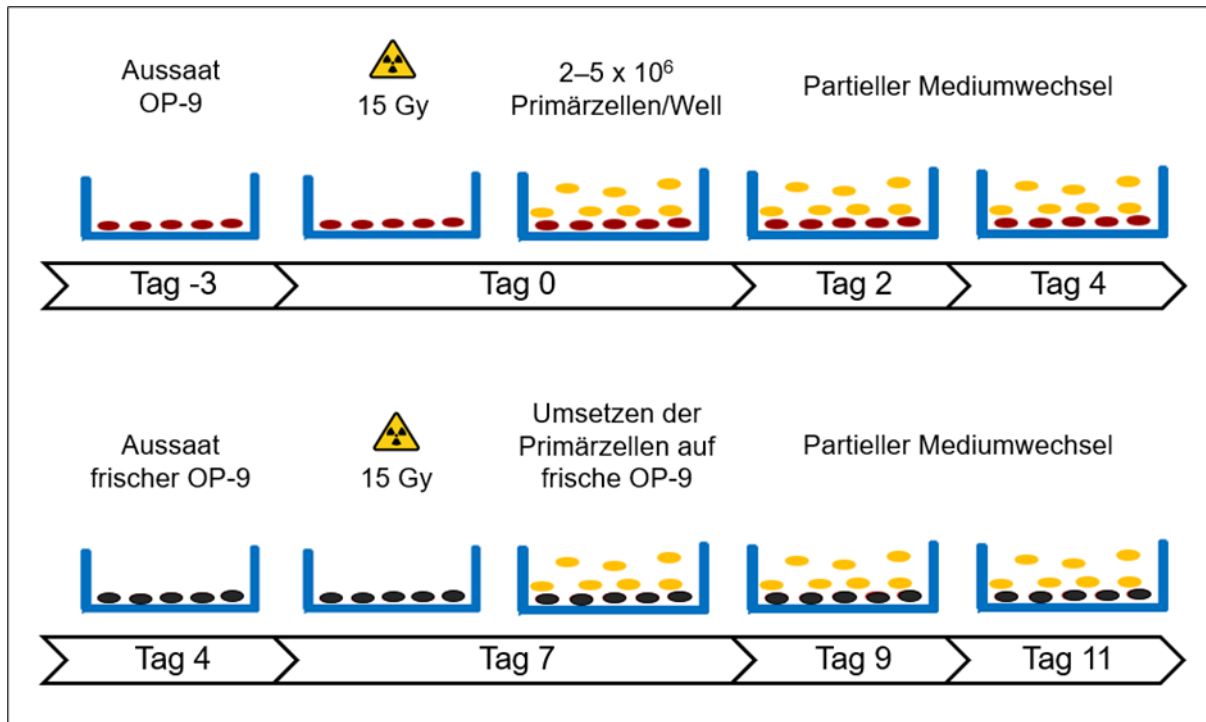 Aussaat
OP-9
15 Gy
2–5 x 10⁶
Primärzellen/Well
Partieller Mediumwechsel
Tag -3
Tag 0
Tag 2
Tag 4
Aussaat
frischer OP-9
15 Gy
Umsetzen der
Primärzellen auf
frische OP-9
Partieller Mediumwechsel
Tag 4
Tag 7
Tag 9
Tag 11